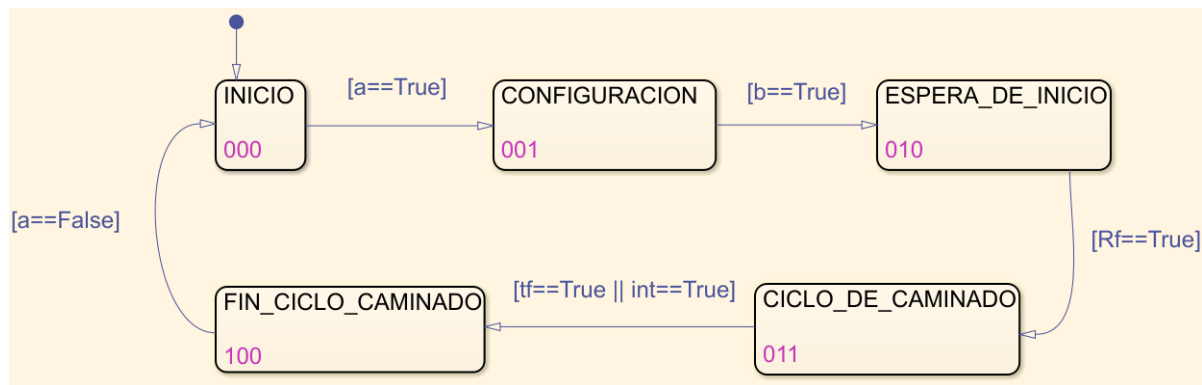 INICIO
000
[a==True]
CONFIGURACION
001
[b==True]
ESPERA_DE_INICIO
010
[Rf==True]
CICLO_DE_CAMINADO
011
[tf==True || int==True]
FIN_CICLO_CAMINADO
100
[a==False]